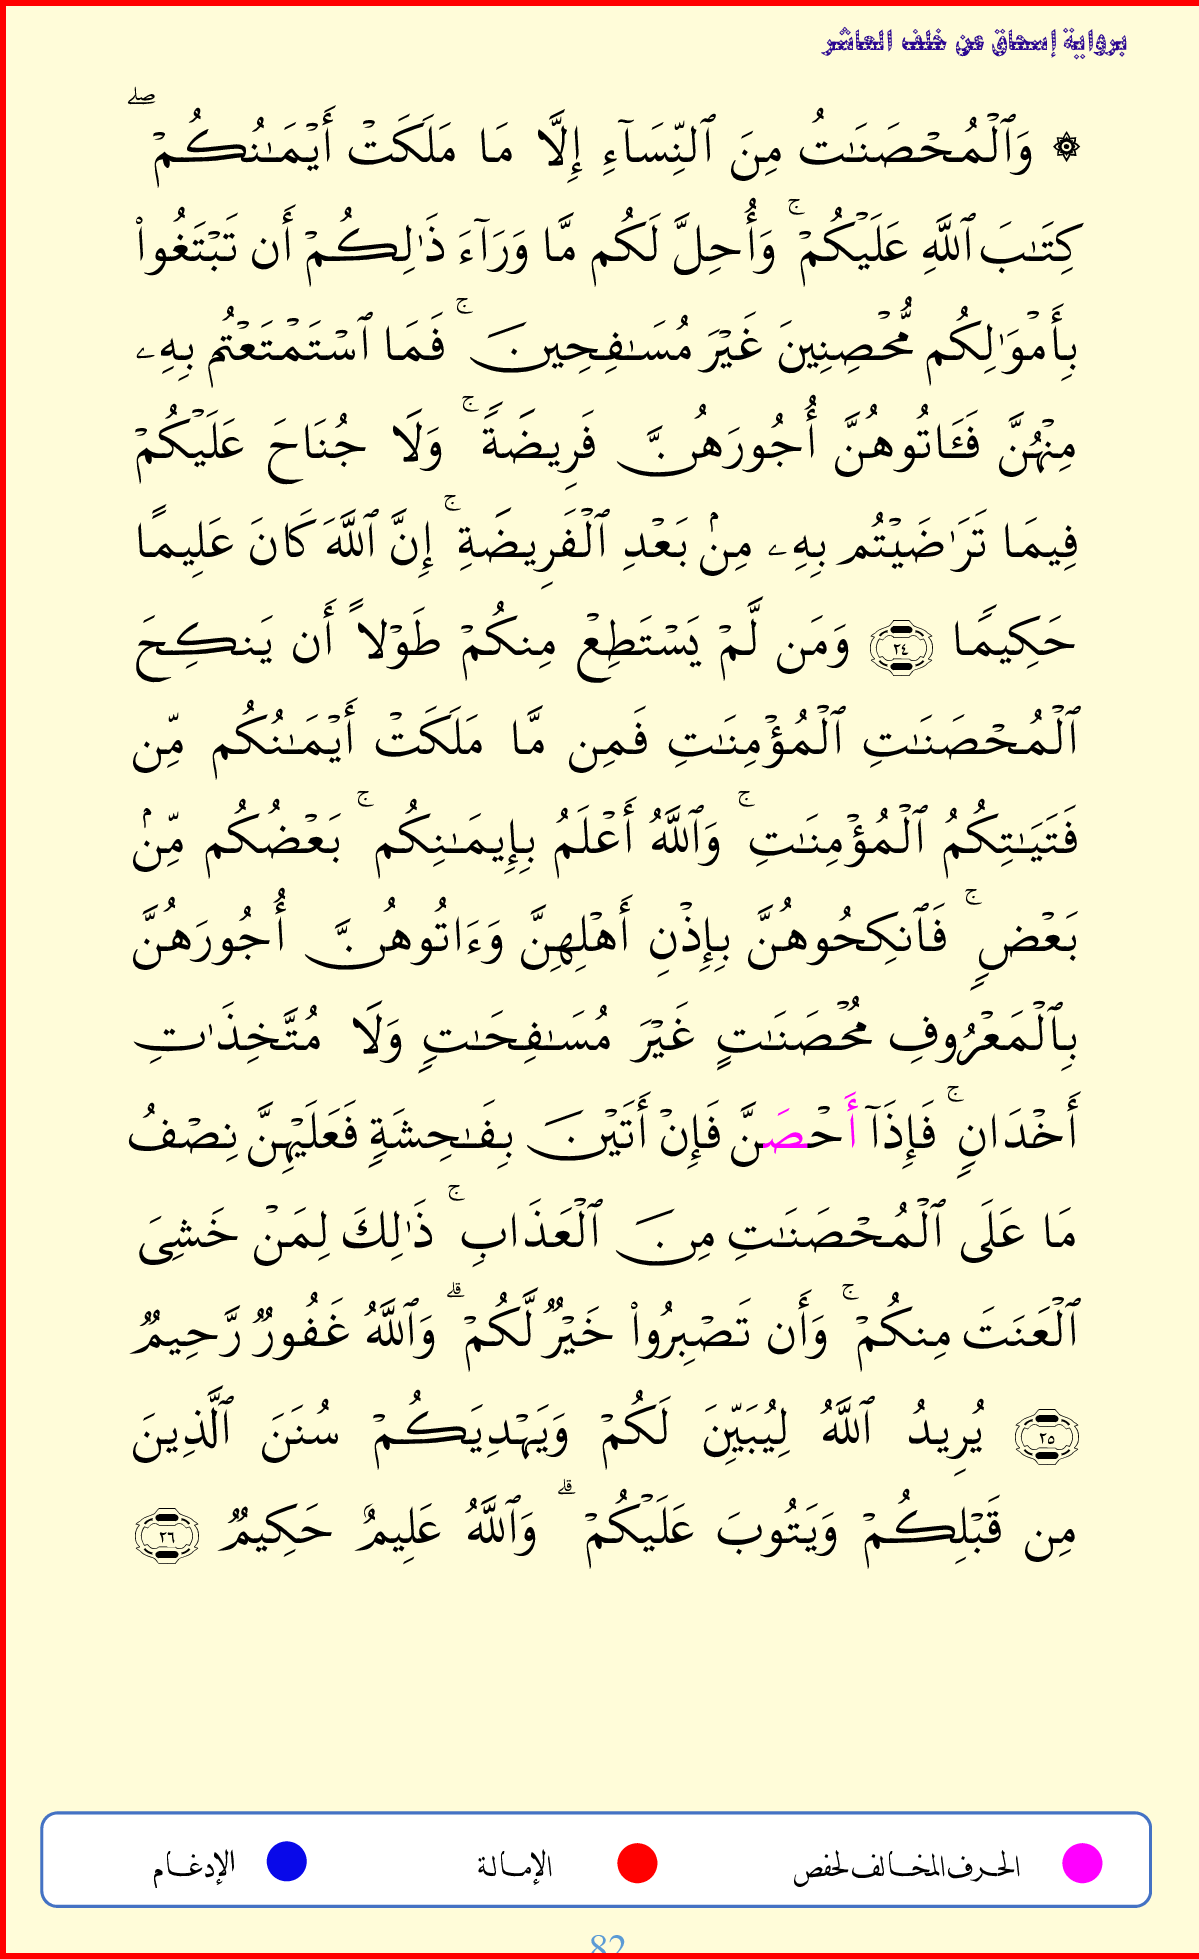 برواية إسحاق عن خلف العاشر
۞ وَٱلْمُحْصَنَـٰتُ مِنَ ٱلنِّسَآءِ إِلَّا مَا مَلَكَتْ أَيْمَـٰنُكُمْ ۖ
كِتَـٰبَ ٱللَّهِ عَلَيْكُمْ ۚ وَأُحِلَّ لَكُم مَّا وَرَآءَ ذَٰلِكُمْ أَن تَبْتَغُوا۟
بِأَمْوَٰلِكُم مُّحْصِنِينَ غَيْرَ مُسَـٰفِحِينَ ۚ فَمَا ٱسْتَمْتَعْتُم بِهِۦ
مِنْهُنَّ فَـَٔاتُوهُنَّ أُجُورَهُنَّ فَرِيضَةً ۚ وَلَا جُنَاحَ عَلَيْكُمْ
فِيمَا تَرَٰضَيْتُم بِهِۦ مِنۢ بَعْدِ ٱلْفَرِيضَةِ ۚ إِنَّ ٱللَّهَ كَانَ عَلِيمًا
حَكِيمًا ٢٤ وَمَن لَّمْ يَسْتَطِعْ مِنكُمْ طَوْلًا أَن يَنكِحَ
ٱلْمُحْصَنَـٰتِ ٱلْمُؤْمِنَـٰتِ فَمِن مَّا مَلَكَتْ أَيْمَـٰنُكُم مِّن
فَتَيَـٰتِكُمُ ٱلْمُؤْمِنَـٰتِ ۚ وَٱللَّهُ أَعْلَمُ بِإِيمَـٰنِكُم ۚ بَعْضُكُم مِّنۢ
بَعْضٍ ۚ فَٱنكِحُوهُنَّ بِإِذْنِ أَهْلِهِنَّ وَءَاتُوهُنَّ أُجُورَهُنَّ
بِٱلْمَعْرُوفِ مُحْصَنَـٰتٍ غَيْرَ مُسَـٰفِحَـٰتٍ وَلَا مُتَّخِذَٰتِ
أَخْدَانٍ ۚ فَإِذَآ أَحْصَنَّ فَإِنْ أَتَيْنَ بِفَـٰحِشَةٍ فَعَلَيْهِنَّ نِصْفُ
مَا عَلَى ٱلْمُحْصَنَـٰتِ مِنَ ٱلْعَذَابِ ۚ ذَٰلِكَ لِمَنْ خَشِىَ
ٱلْعَنَتَ مِنكُمْ ۚ وَأَن تَصْبِرُوا۟ خَيْرٌ لَّكُمْ ۗ وَٱللَّهُ غَفُورٌ رَّحِيمٌ
٢٥ يُرِيدُ ٱللَّهُ لِيُبَيِّنَ لَكُمْ وَيَهْدِيَكُمْ سُنَنَ ٱلَّذِينَ
مِن قَبْلِكُمْ وَيَتُوبَ عَلَيْكُمْ ۗ وَٱللَّهُ عَلِيمٌ حَكِيمٌ ٢٦
الحرف المخالف لحفص الإمالة الإدغام
82